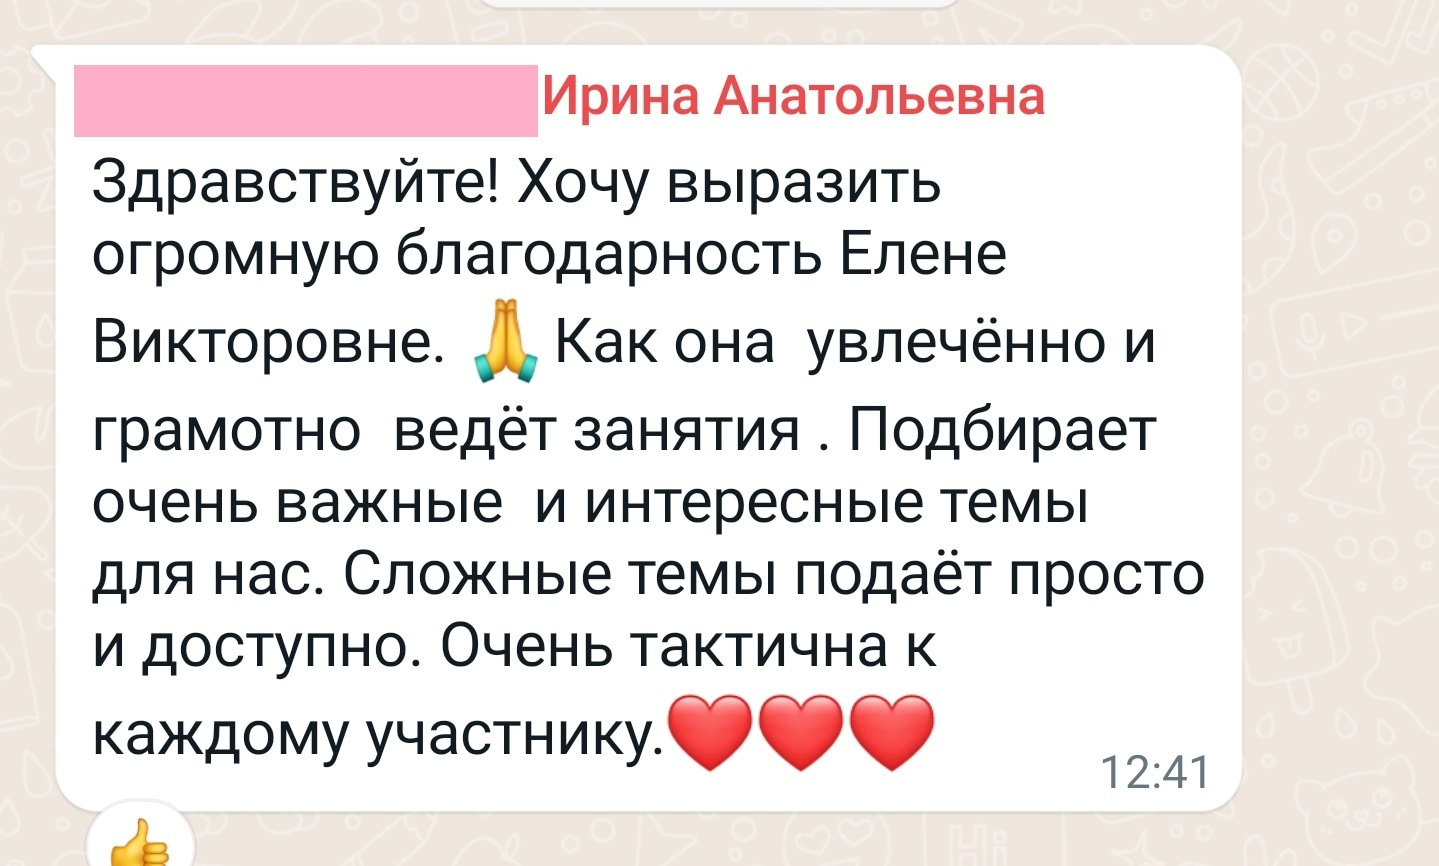 Ирина Анатольевна
Здравствуйте! Хочу выразить
огромную благодарность Елене
Викторовне. 🙏 Как она  увлечённо и
грамотно  ведёт занятия . Подбирает
очень важные  и интересные темы
для нас. Сложные темы подаёт просто
и доступно. Очень тактична к
каждому участнику.❤️❤️❤️
12:41